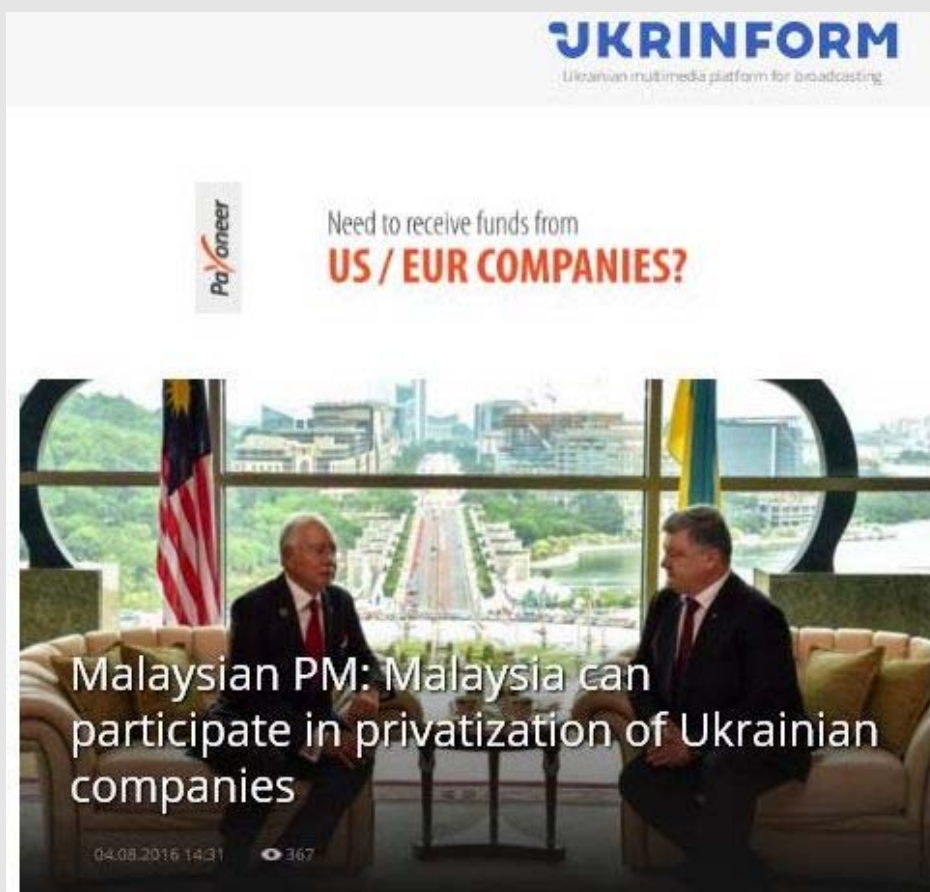 UKRINFORM
Ukrainian multimedia platform for broadcasting
Payoneer
Need to receive funds from
US / EUR COMPANIES?
Malaysian PM: Malaysia can
participate in privatization of Ukrainian
companies
04.08.2016 14:31 367